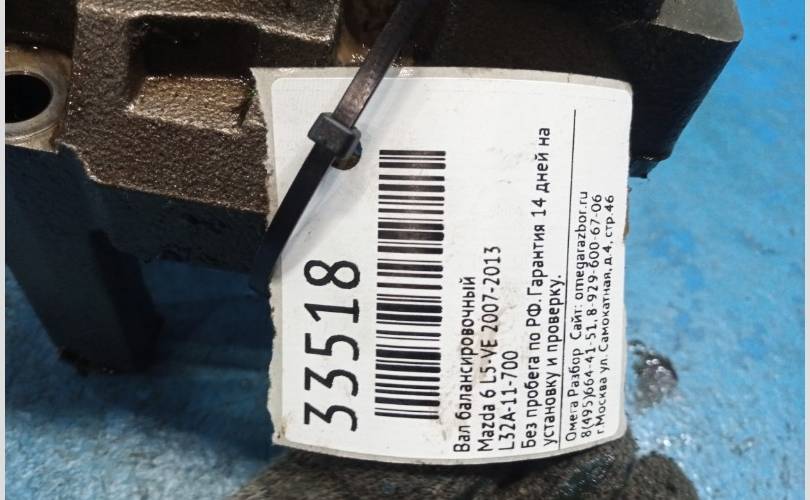 33518
Вал балансировочный
Mazda 6 L5-VE 2007-2013
L32A-11-700
Без пробега по РФ.Гарантия 14 дней на
установку и проверку.
Омега Разбор Сайт: omegarazbor.ru
8(495)664-41-51,8-929-600-67-06
г.Москва ул. Самокатная, д.4, стр.46